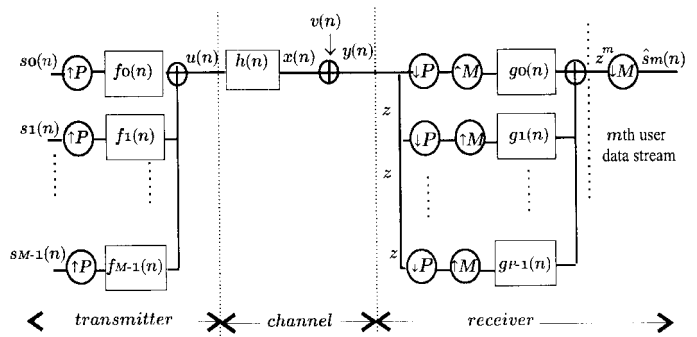 v(n)
s0(n) ↑P f0(n) u(n) h(n) x(n) y(n) ↓P ↑M g0(n) z^m ↓M ŝm(n)
s1(n) ↑P f1(n) z ↓P ↑M g1(n) mth user
data stream
z
sM-1(n) ↑P fM-1(n) z ↓P ↑M gP-1(n)
transmitter channel receiver